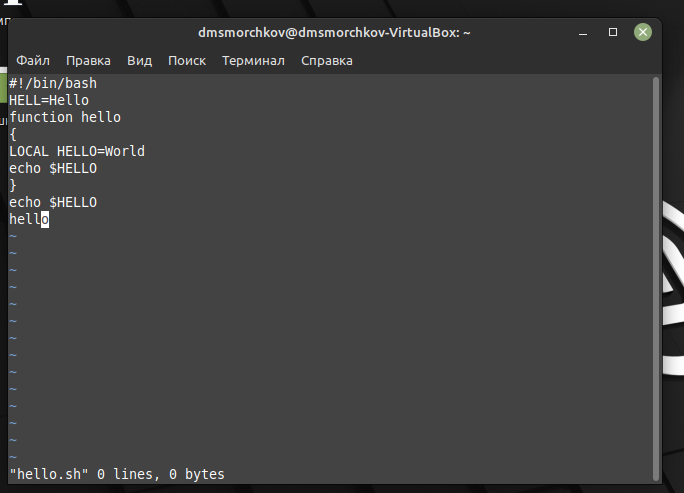 dmsmorchkov@dmsmorchkov-VirtualBox: ~
Файл Правка Вид Поиск Терминал Справка
#!/bin/bash
HELL=Hello
function hello
{
LOCAL HELLO=World
echo $HELLO
}
echo $HELLO
hello
~
~
~
~
~
~
~
~
~
~
~
~
~
~
"hello.sh" 0 lines, 0 bytes